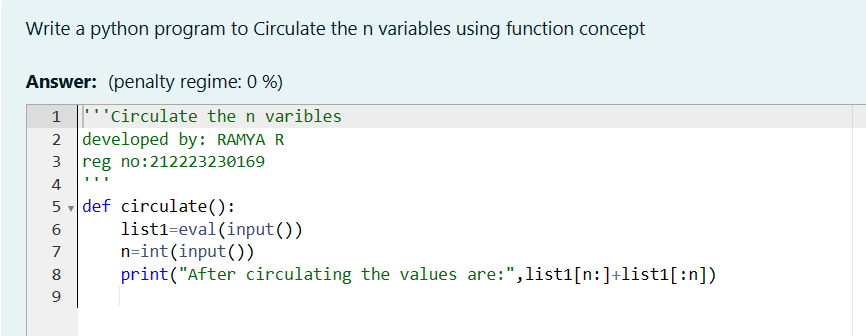 Write a python program to Circulate the n variables using function concept
Answer: (penalty regime: 0 %)
1 '''Circulate the n varibles
2 developed by: RAMYA R
3 reg no:212223230169
4 '''
5 def circulate():
6     list1=eval(input())
7     n=int(input())
8     print("After circulating the values are:",list1[n:]+list1[:n])
9